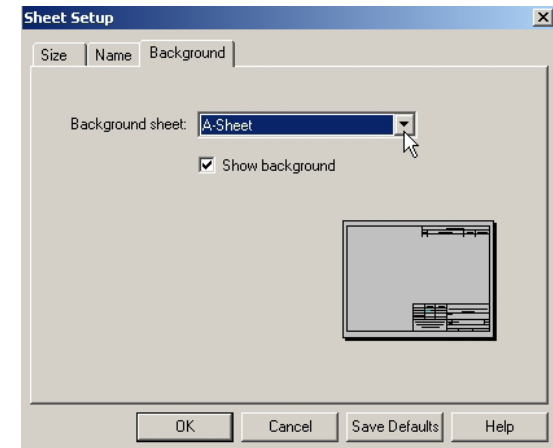 Sheet Setup
Size Name Background
Background sheet: A-Sheet
Show background
OK Cancel Save Defaults Help